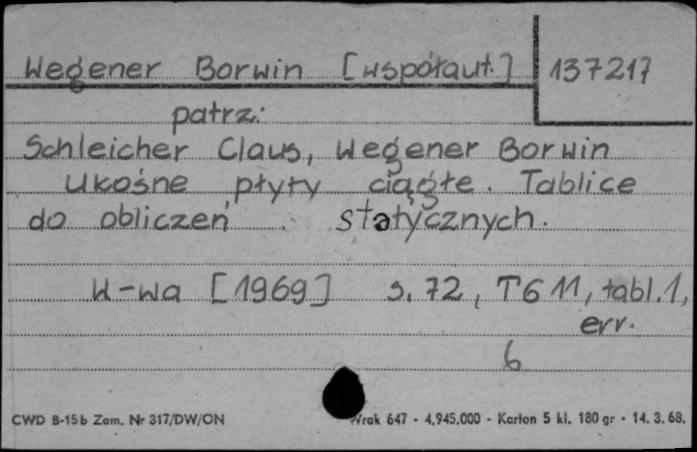 Wegener Borwin [współaut.] 137217
patrz:
Schleicher Claus, Wegener Borwin
Ukośne płyty ciągłe. Tablice
do obliczeń statycznych.
W-wa [1969] s. 72, T6 11, tabl. 1,
err.
6
CWD B-15b Zam. Nr 317/DW/ON Wrak 647 - 4.945.000 - Karton 5 kl. 180 gr - 14. 3. 68.